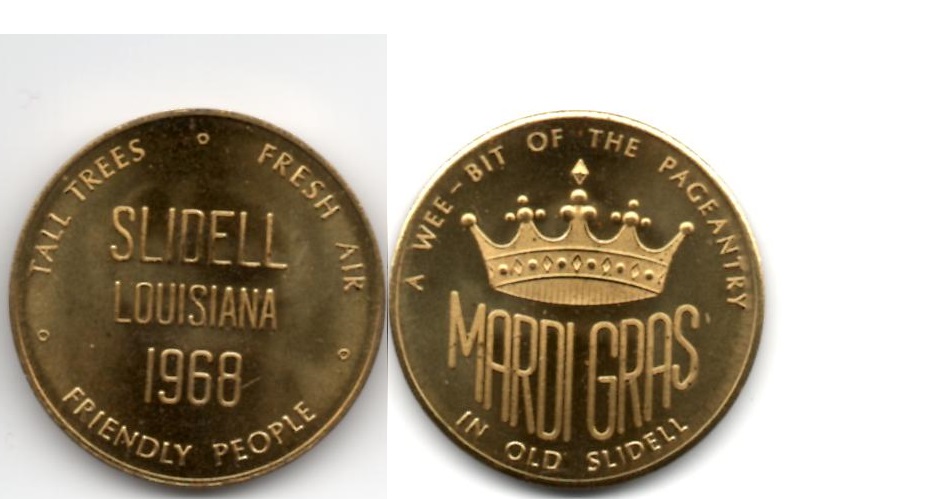 TALL TREES ° FRESH AIR
SLIDELL
LOUISIANA
1968
° FRIENDLY PEOPLE °
A WEE-BIT OF THE PAGEANTRY
MARDI GRAS
IN OLD SLIDELL